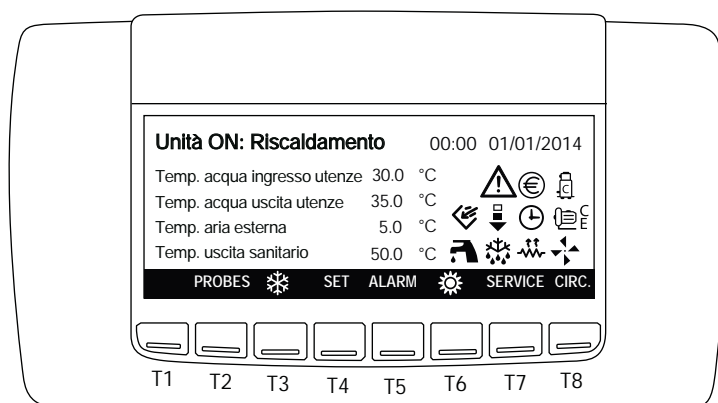 Unità ON: Riscaldamento 00:00 01/01/2014
Temp. acqua ingresso utenze 30.0 °C
Temp. acqua uscita utenze 35.0 °C
Temp. aria esterna 5.0 °C
Temp. uscita sanitario 50.0 °C
€ C
C E
PROBES SET ALARM SERVICE CIRC.
T1 T2 T3 T4 T5 T6 T7 T8